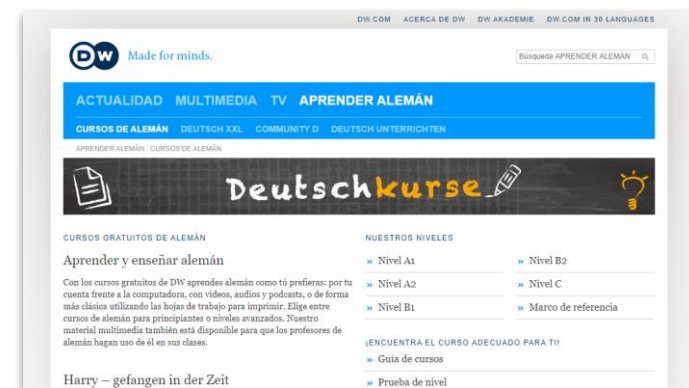 DW.COM ACERCA DE DW DW AKADEMIE DW.COM IN 30 LANGUAGES
DW Made for minds.
Búsqueda APRENDER ALEMÁN
ACTUALIDAD MULTIMEDIA TV APRENDER ALEMÁN
CURSOS DE ALEMÁN DEUTSCH XXL COMMUNITY D DEUTSCH UNTERRICHTEN
APRENDER ALEMÁN / CURSOS DE ALEMÁN
Deutschkurse
CURSOS GRATUITOS DE ALEMÁN
Aprender y enseñar alemán
Con los cursos gratuitos de DW aprendes alemán como tú prefieras: por tu
cuenta frente a la computadora, con videos, audios y podcasts, o de forma
más clásica utilizando las hojas de trabajo para imprimir. Elige entre
cursos de alemán para principiantes o niveles avanzados. Nuestro
material multimedia también está disponible para que los profesores de
alemán hagan uso de él en sus clases.
Harry – gefangen in der Zeit
NUESTROS NIVELES
» Nivel A1
» Nivel B2
» Nivel A2
» Nivel C
» Nivel B1
» Marco de referencia
¡ENCUENTRA EL CURSO ADECUADO PARA TI!
» Guía de cursos
» Prueba de nivel